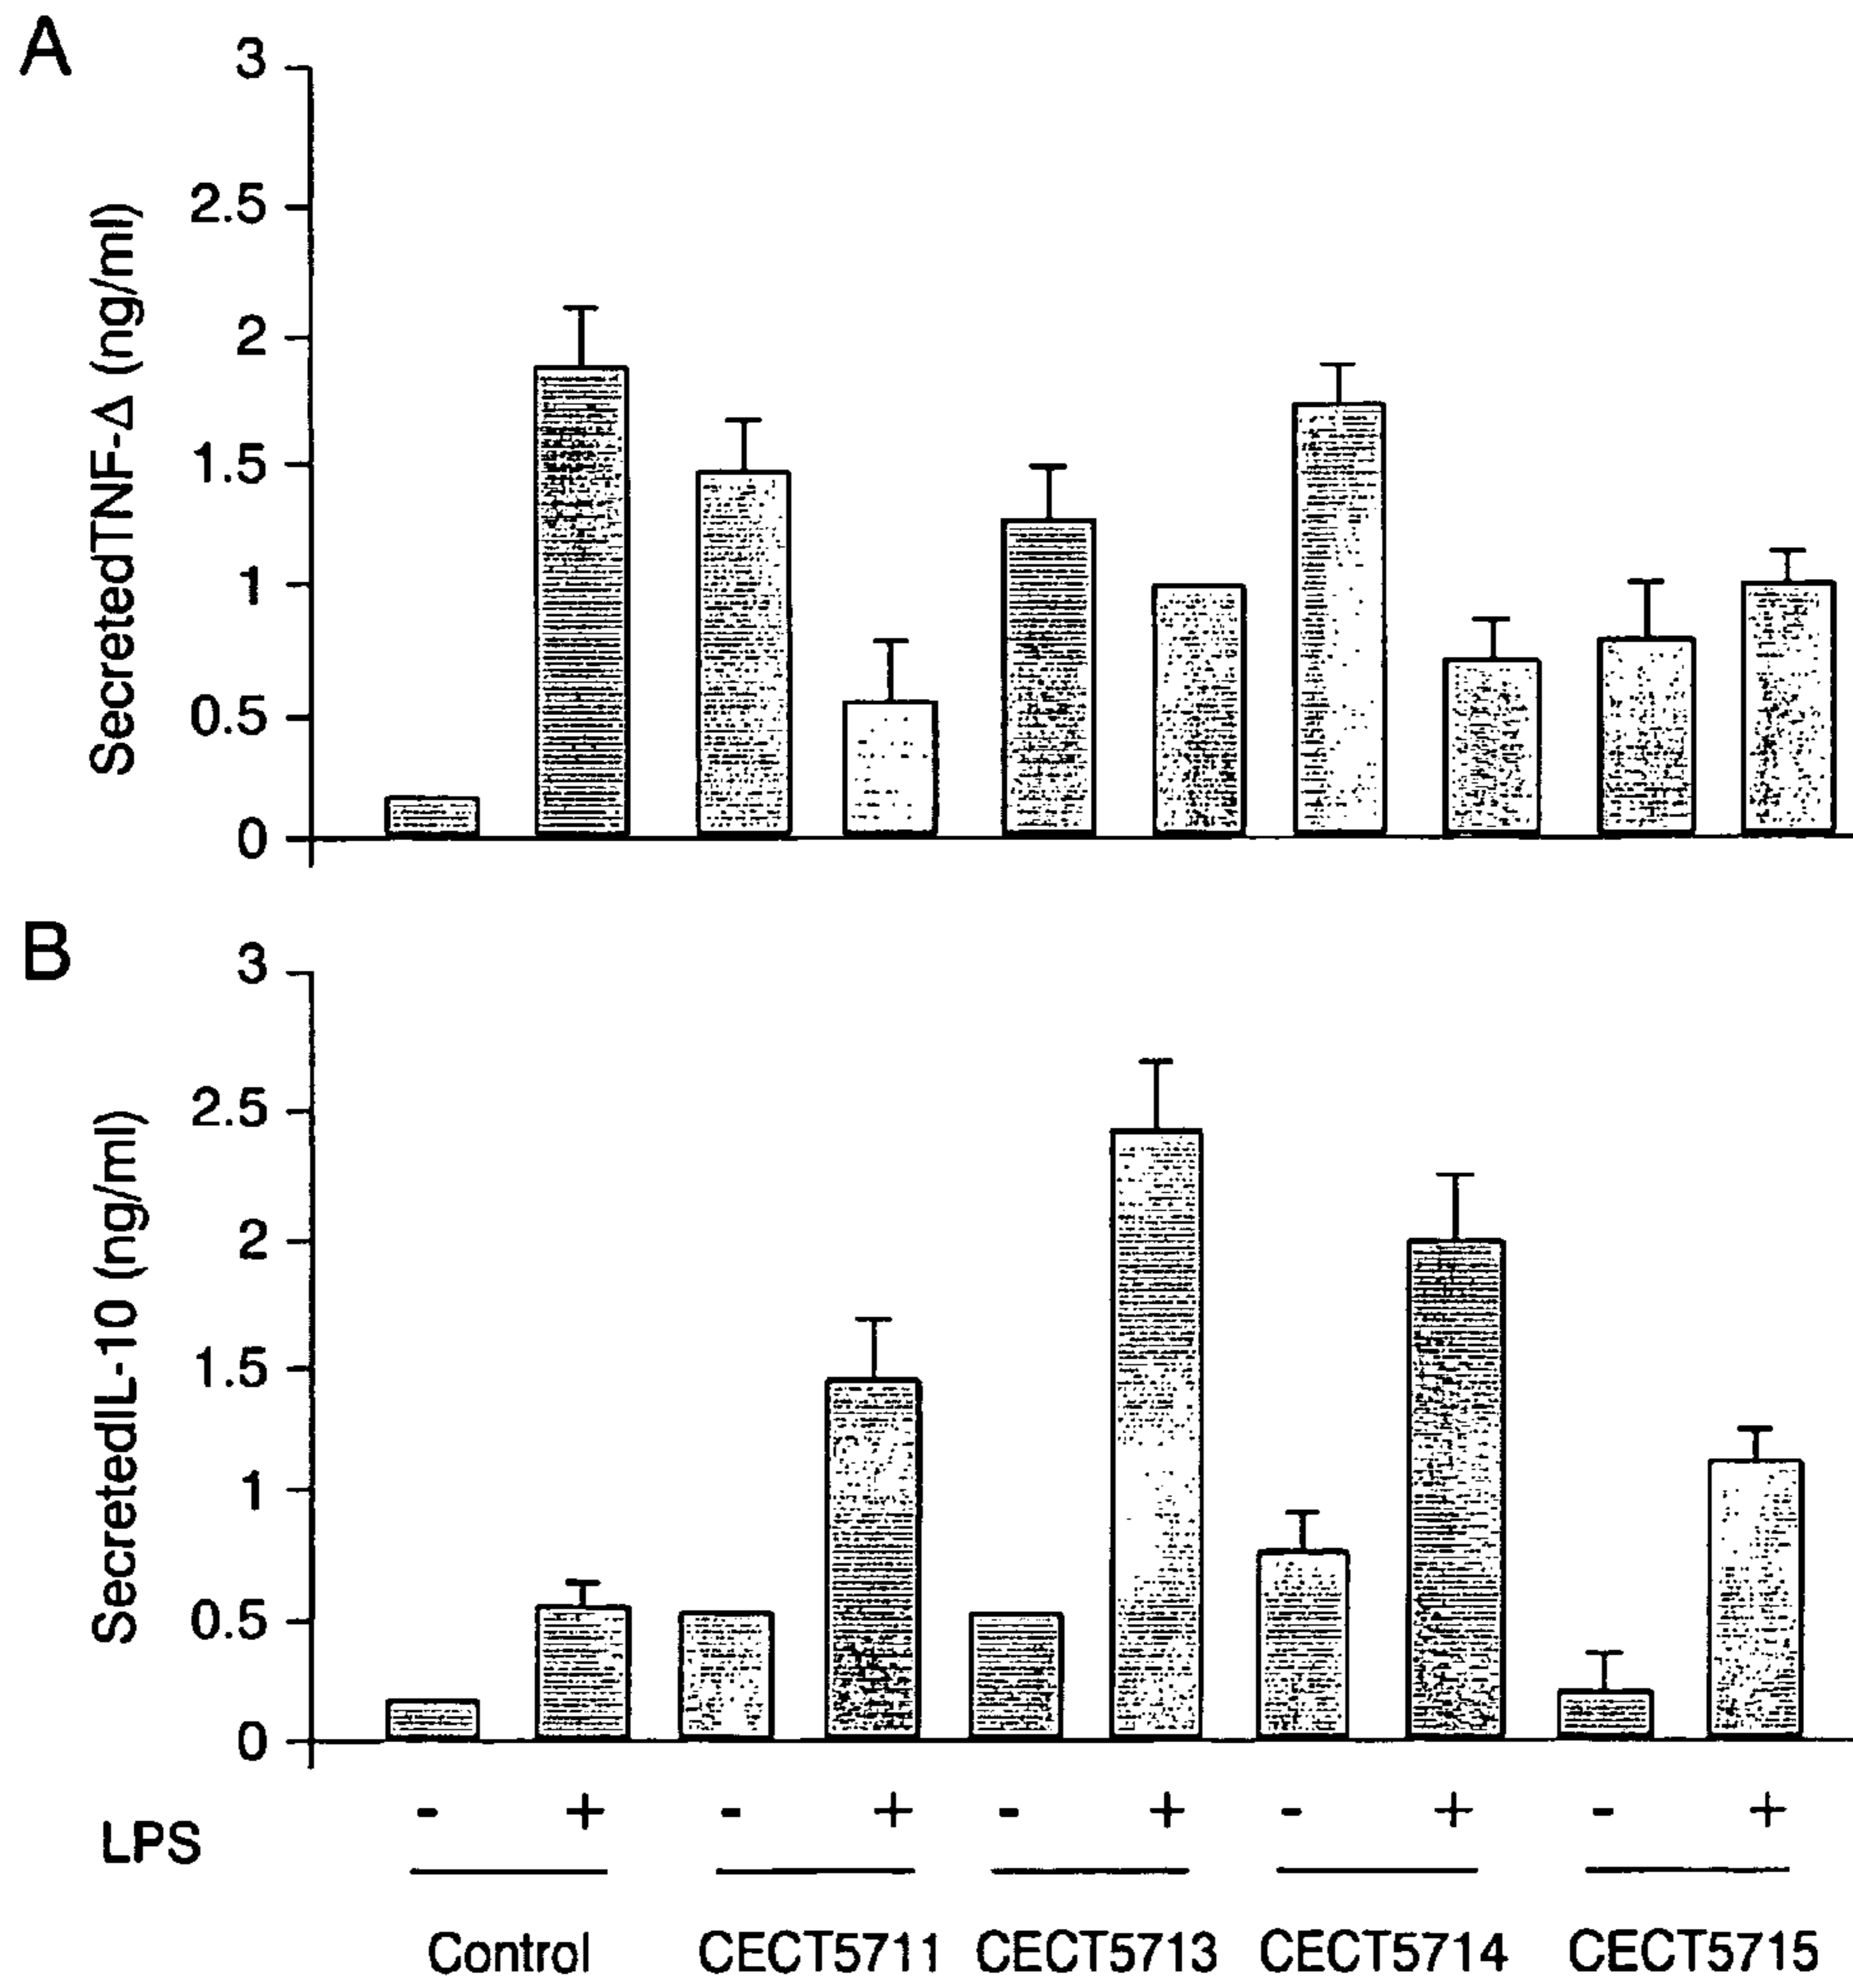 A
3
2.5
2
1.5
1
0.5
0
SecretedTNF-Δ (ng/ml)
B
3
2.5
2
1.5
1
0.5
0
SecretedIL-10 (ng/ml)
LPS - + - + - + - + - +
Control CECT5711 CECT5713 CECT5714 CECT5715